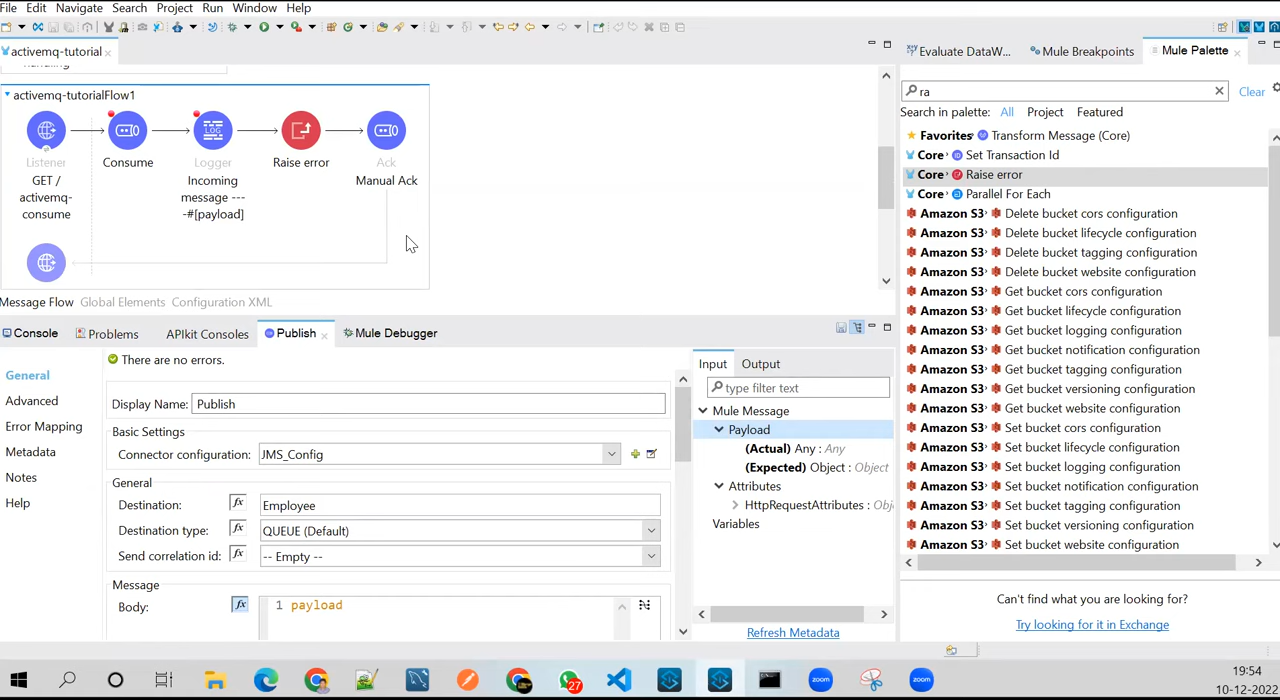 File Edit Navigate Search Project Run Window Help
activemq-tutorial
Evaluate DataW... Mule Breakpoints Mule Palette
handling
activemq-tutorialFlow1
ra
Clear
Search in palette: All Project Featured
Favorites Transform Message (Core)
Core Set Transaction Id
Core Raise error
Core Parallel For Each
Amazon S3 Delete bucket cors configuration
Amazon S3 Delete bucket lifecycle configuration
Amazon S3 Delete bucket tagging configuration
Amazon S3 Delete bucket website configuration
Amazon S3 Get bucket cors configuration
Amazon S3 Get bucket lifecycle configuration
Amazon S3 Get bucket logging configuration
Amazon S3 Get bucket notification configuration
Amazon S3 Get bucket tagging configuration
Amazon S3 Get bucket versioning configuration
Amazon S3 Get bucket website configuration
Amazon S3 Set bucket cors configuration
Amazon S3 Set bucket lifecycle configuration
Amazon S3 Set bucket logging configuration
Amazon S3 Set bucket notification configuration
Amazon S3 Set bucket tagging configuration
Amazon S3 Set bucket versioning configuration
Amazon S3 Set bucket website configuration
Can't find what you are looking for?
Try looking for it in Exchange
LOG
Listener Consume Logger Raise error Ack
GET /
activemq-
consume
Incoming
message ---
-#[payload]
Manual Ack
Message Flow Global Elements Configuration XML
Console Problems APIkit Consoles Publish Mule Debugger
There are no errors.
General
Advanced
Error Mapping
Metadata
Notes
Help
Display Name: Publish
Basic Settings
Connector configuration: JMS_Config
General
Destination: fx Employee
Destination type: fx QUEUE (Default)
Send correlation id: fx -- Empty --
Message
Body: fx 1 payload
Input Output
type filter text
Mule Message
Payload
(Actual) Any : Any
(Expected) Object : Object
Attributes
HttpRequestAttributes : Obj
Variables
Refresh Metadata
27
zoom
zoom
19:54
10-12-2022